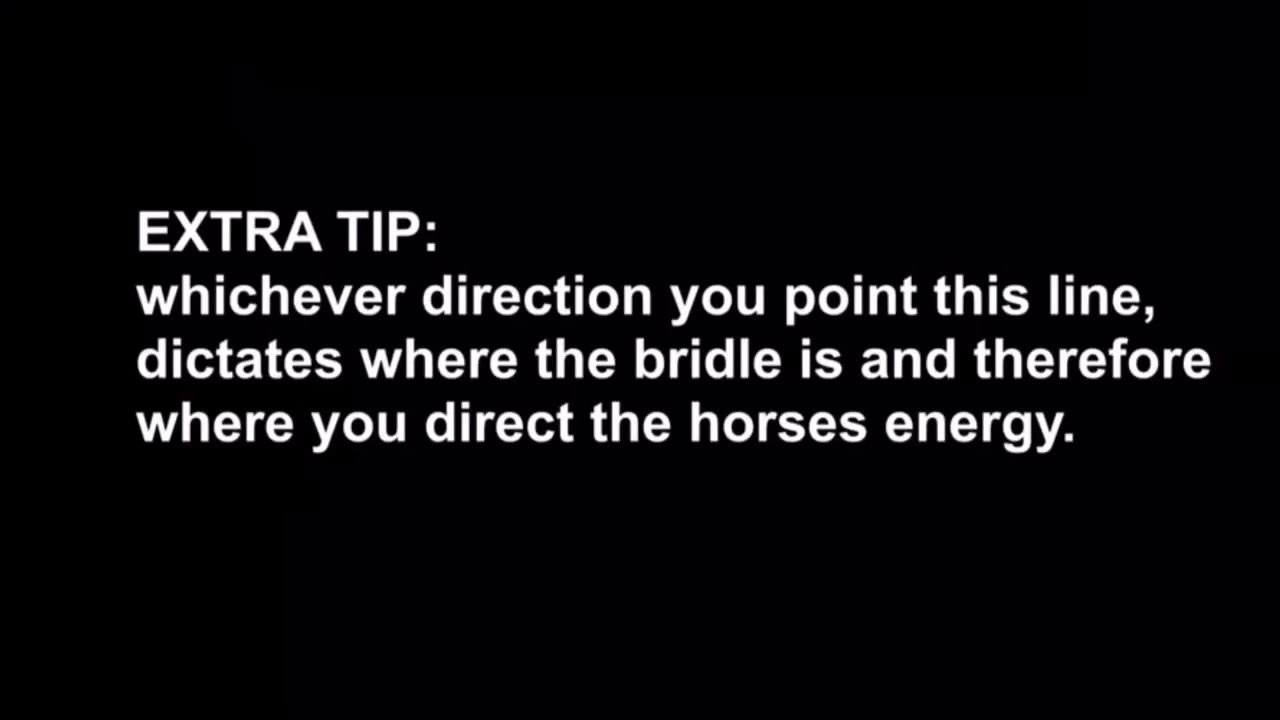 EXTRA TIP:
whichever direction you point this line,
dictates where the bridle is and therefore
where you direct the horses energy.